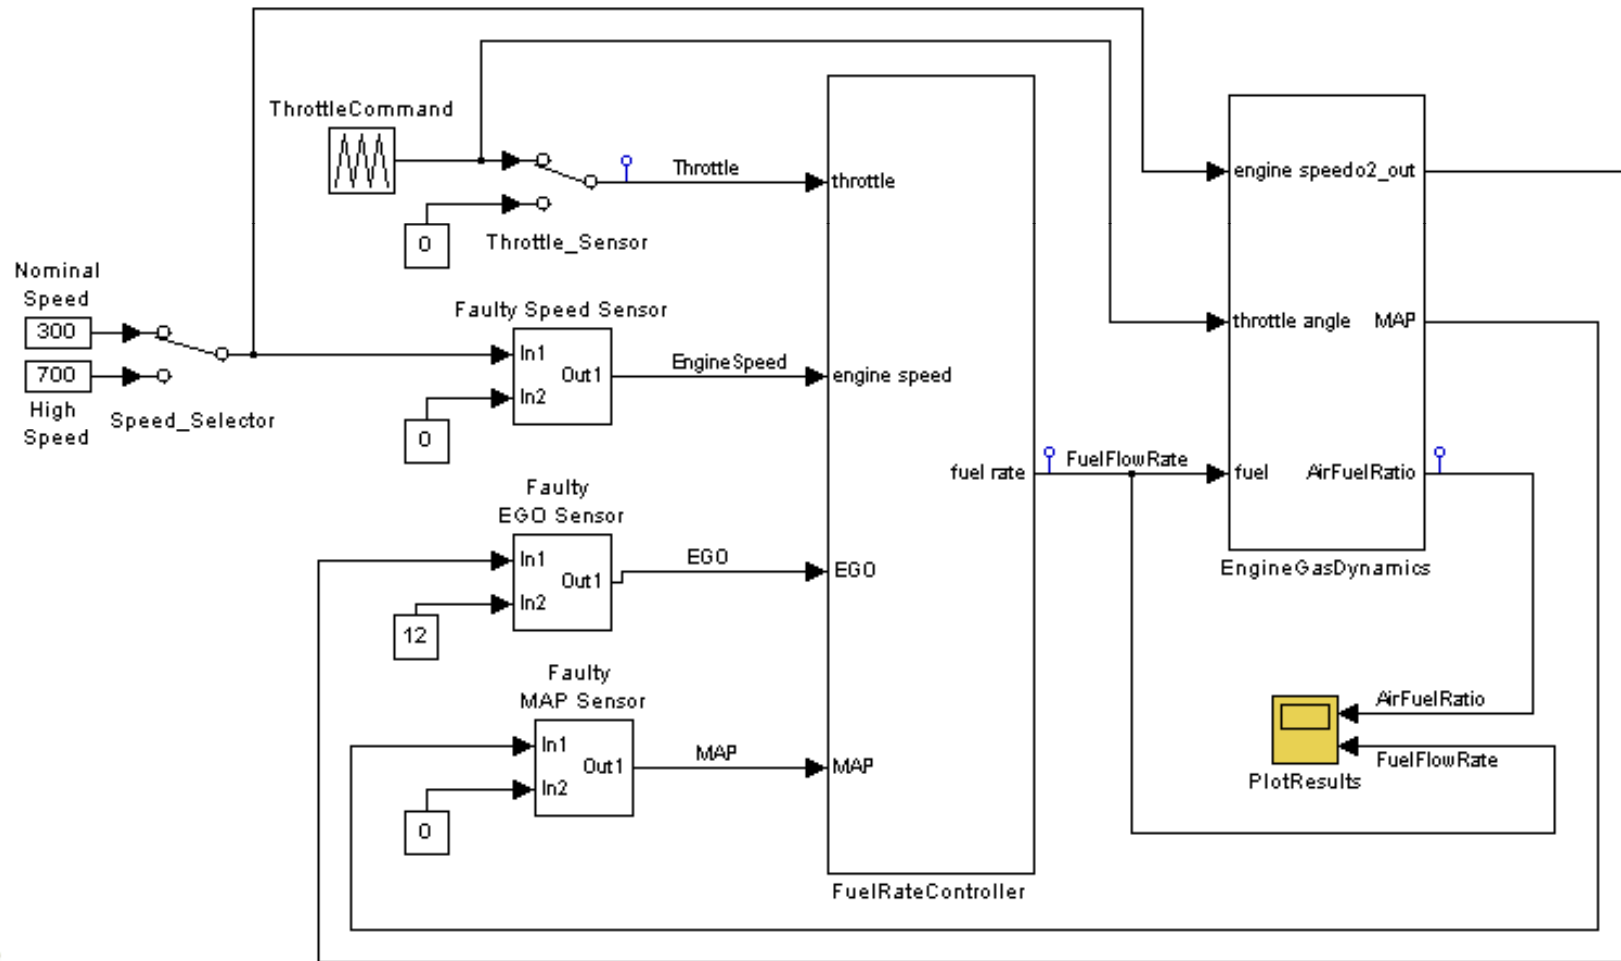 ThrottleCommand
Throttle
throttle
0
Throttle_Sensor
engine speed
o2_out
Nominal
Speed
300
700
High
Speed
Speed_Selector
Faulty Speed Sensor
In1
Out1
In2
0
EngineSpeed
engine speed
throttle angle
MAP
fuel rate
FuelFlowRate
fuel
AirFuelRatio
EngineGasDynamics
Faulty
EGO Sensor
In1
Out1
In2
12
EGO
EGO
Faulty
MAP Sensor
In1
Out1
In2
0
MAP
MAP
FuelRateController
AirFuelRatio
FuelFlowRate
PlotResults